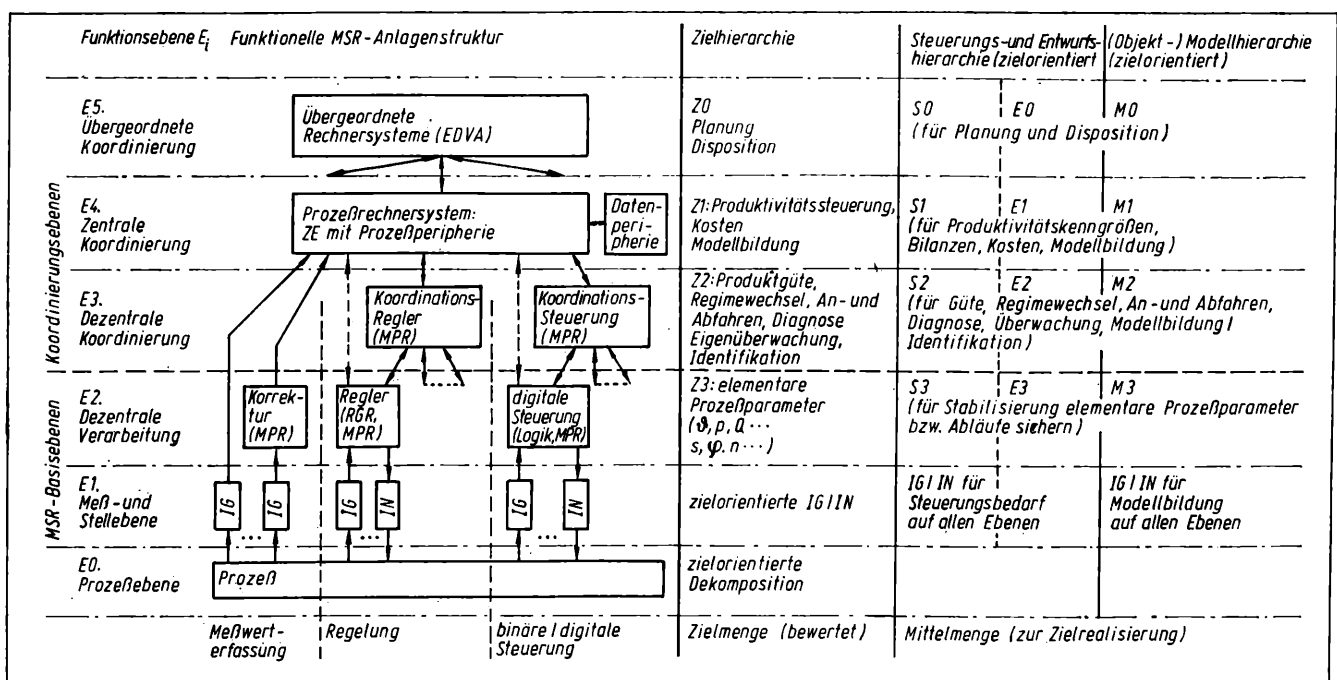 Funktionsebene Ei Funktionelle MSR-Anlagenstruktur
Zielhierarchie
Steuerungs-und Entwurfs-
hierarchie (zielorientiert
(Objekt-) Modellhierarchie
(zielorientiert)
E5.
Übergeordnete
Koordinierung
Übergeordnete
Rechnersysteme (EDVA)
Z0
Planung
Disposition
S0 E0 M0
(für Planung und Disposition)
Koordinierungsebenen
E4.
Zentrale
Koordinierung
Prozeßrechnersystem:
ZE mit Prozeßperipherie
Daten-
peri-
pherie
Z1: Produktivitätssteuerung,
Kosten
Modellbildung
S1 E1 M1
(für Produktivitätskenngrößen,
Bilanzen, Kosten, Modellbildung)
E3.
Dezentrale
Koordinierung
Koordinations-
Regler
(MPR)
Koordinations-
Steuerung
(MPR)
Z2: Produktgüte,
Regimewechsel, An- und
Abfahren, Diagnose
Eigenüberwachung,
Identifikation
S2 E2 M2
(für Güte, Regimewechsel, An- und Abfahren,
Diagnose, Überwachung, Modellbildung /
Identifikation)
MSR-Basisebenen
E2.
Dezentrale
Verarbeitung
Korrek-
tur
(MPR)
Regler
(RGR,
MPR)
digitale
Steuerung
(Logik, MPR)
Z3: elementare
Prozeßparameter
(ϑ, p, Q ...
s, φ. n ...)
S3 E3 M3
(für Stabilisierung elementare Prozeßparameter
bzw. Abläufe sichern)
E1.
Meß- und
Stellebene
IG
...
IG
IG
...
IN
IG
...
IN
zielorientierte IG/IN
IG/IN für
Steuerungsbedarf
auf allen Ebenen
IG/IN für
Modellbildung
auf allen Ebenen
E0.
Prozeßebene
Prozeß
zielorientierte
Dekomposition
Meßwert-
erfassung
Regelung
binäre / digitale
Steuerung
Zielmenge (bewertet)
Mittelmenge (zur Zielrealisierung)